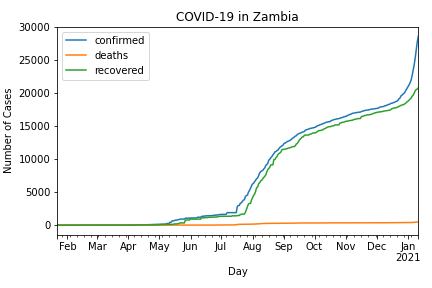 COVID-19 in Zambia
confirmed
deaths
recovered
Number of Cases
30000
25000
20000
15000
10000
5000
0
Feb Mar Apr May Jun Jul Aug Sep Oct Nov Dec Jan
2021
Day